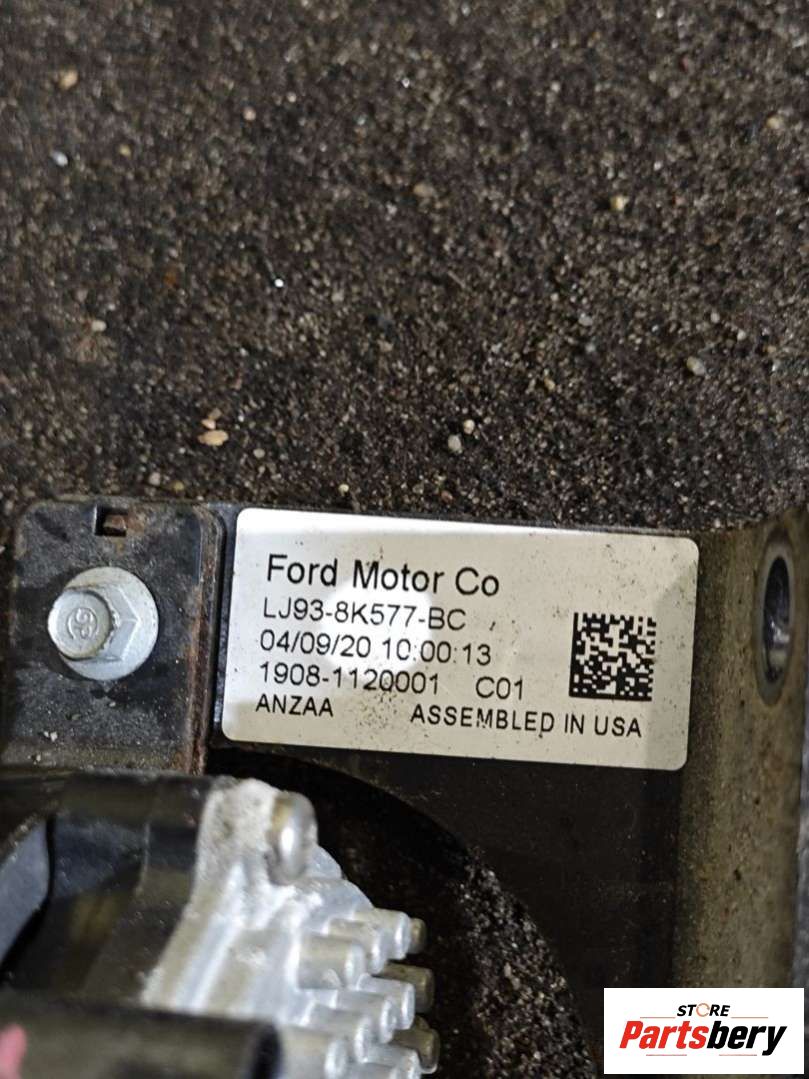 Ford Motor Co
LJ93-8K577-BC
04/09/20 10:00:13
1908-1120001 C01
ANZAA ASSEMBLED IN USA
STORE
Partsbery